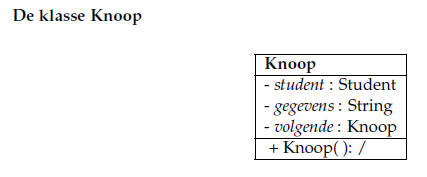 De klasse Knoop
Knoop
- student : Student
- gegevens : String
- volgende : Knoop
+ Knoop( ): /